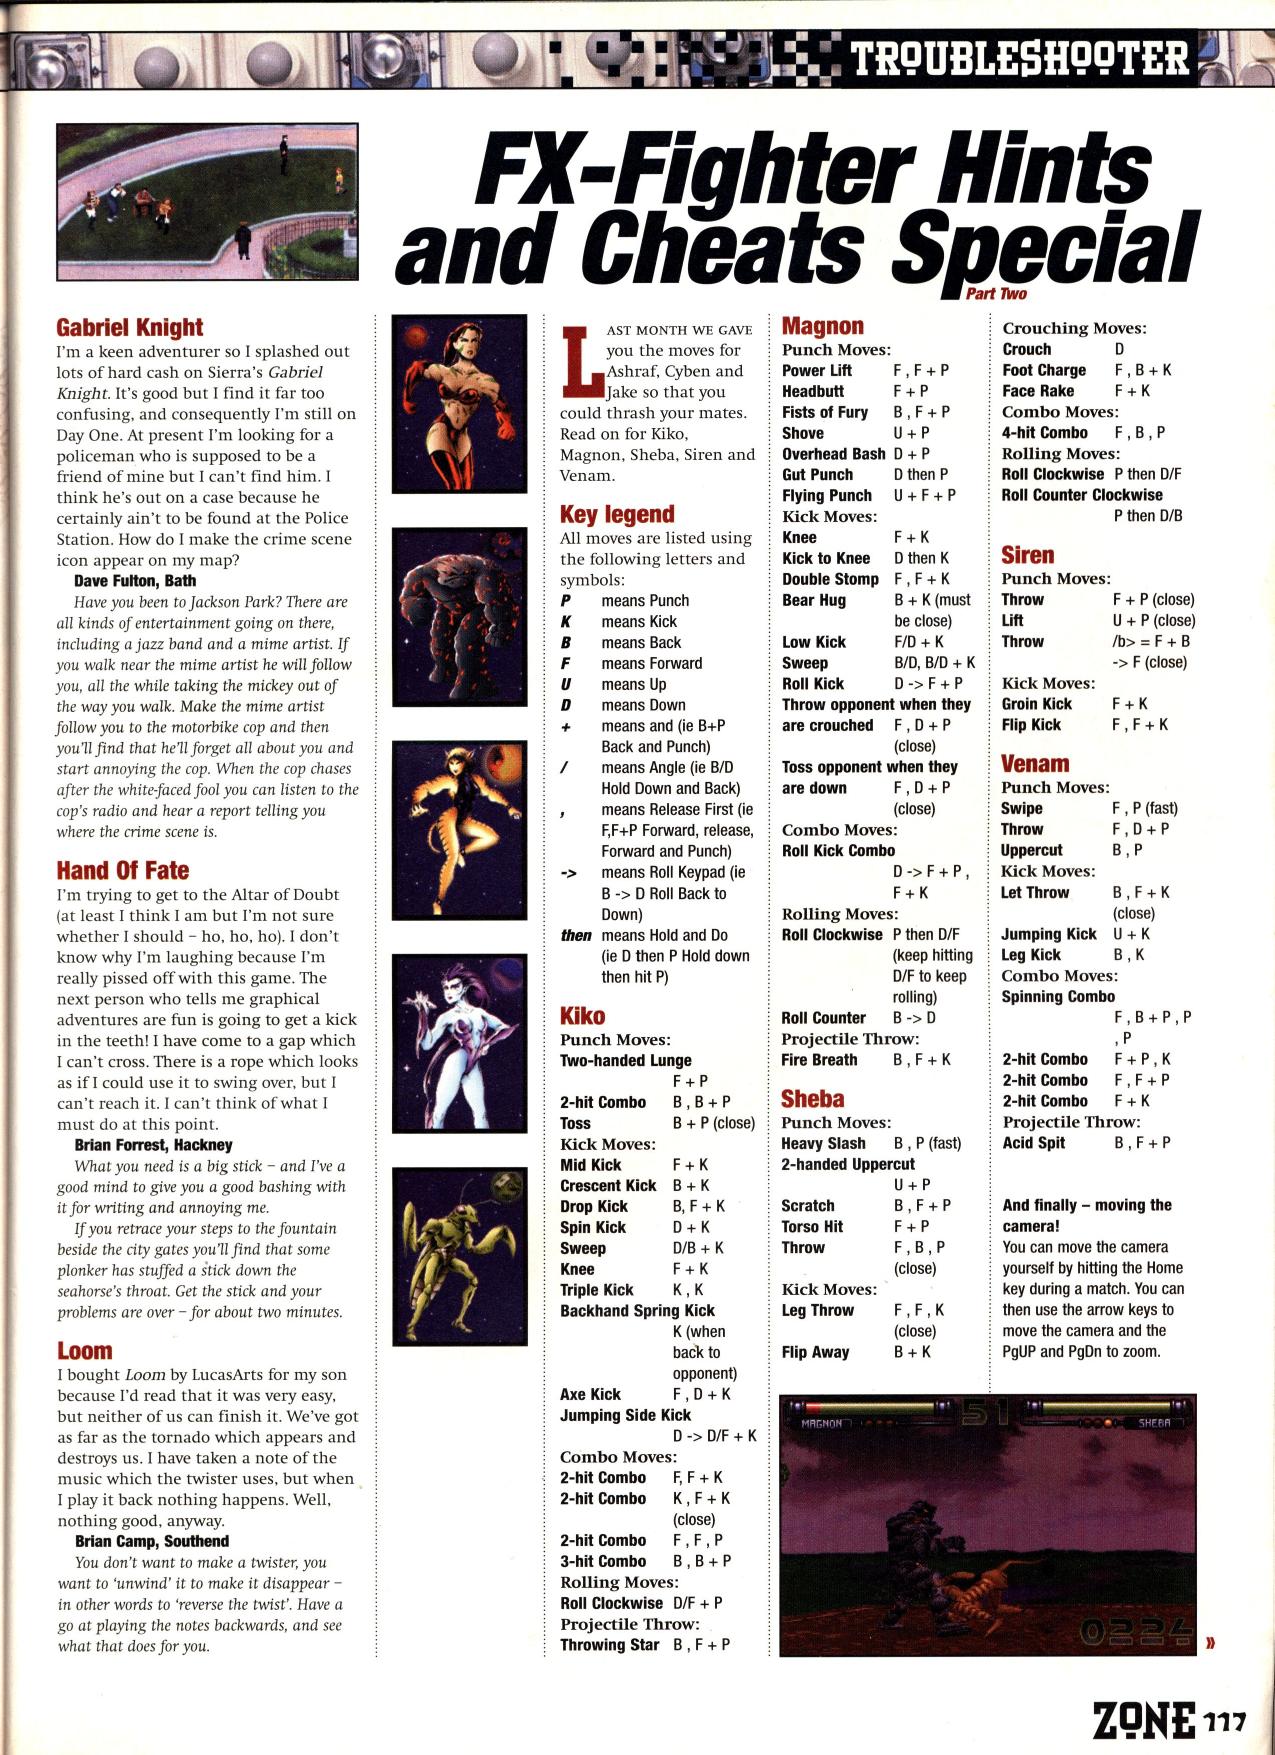 TROUBLESHOOTER
FX-Fighter Hints
and Cheats Special
Part Two
Gabriel Knight
I'm a keen adventurer so I splashed out
lots of hard cash on Sierra's Gabriel
Knight. It's good but I find it far too
confusing, and consequently I'm still on
Day One. At present I'm looking for a
policeman who is supposed to be a
friend of mine but I can't find him. I
think he's out on a case because he
certainly ain't to be found at the Police
Station. How do I make the crime scene
icon appear on my map?
Dave Fulton, Bath
Have you been to Jackson Park? There are
all kinds of entertainment going on there,
including a jazz band and a mime artist. If
you walk near the mime artist he will follow
you, all the while taking the mickey out of
the way you walk. Make the mime artist
follow you to the motorbike cop and then
you'll find that he'll forget all about you and
start annoying the cop. When the cop chases
after the white-faced fool you can listen to the
cop's radio and hear a report telling you
where the crime scene is.
Hand Of Fate
I'm trying to get to the Altar of Doubt
(at least I think I am but I'm not sure
whether I should – ho, ho, ho). I don't
know why I'm laughing because I'm
really pissed off with this game. The
next person who tells me graphical
adventures are fun is going to get a kick
in the teeth! I have come to a gap which
I can't cross. There is a rope which looks
as if I could use it to swing over, but I
can't reach it. I can't think of what I
must do at this point.
Brian Forrest, Hackney
What you need is a big stick – and I've a
good mind to give you a good bashing with
it for writing and annoying me.
If you retrace your steps to the fountain
beside the city gates you'll find that some
plonker has stuffed a stick down the
seahorse's throat. Get the stick and your
problems are over – for about two minutes.
Loom
I bought Loom by LucasArts for my son
because I'd read that it was very easy,
but neither of us can finish it. We've got
as far as the tornado which appears and
destroys us. I have taken a note of the
music which the twister uses, but when
I play it back nothing happens. Well,
nothing good, anyway.
Brian Camp, Southend
You don't want to make a twister, you
want to 'unwind' it to make it disappear –
in other words to 'reverse the twist'. Have a
go at playing the notes backwards, and see
what that does for you.
LAST MONTH WE GAVE
you the moves for
Ashraf, Cyben and
Jake so that you
could thrash your mates.
Read on for Kiko,
Magnon, Sheba, Siren and
Venam.
Key legend
All moves are listed using
the following letters and
symbols:
P means Punch
K means Kick
B means Back
F means Forward
U means Up
D means Down
+ means and (ie B+P
Back and Punch)
/ means Angle (ie B/D
Hold Down and Back)
, means Release First (ie
F,F+P Forward, release,
Forward and Punch)
-> means Roll Keypad (ie
B -> D Roll Back to
Down)
then means Hold and Do
(ie D then P Hold down
then hit P)
Kiko
Punch Moves:
Two-handed Lunge
F + P
2-hit Combo B , B + P
Toss B + P (close)
Kick Moves:
Mid Kick F + K
Crescent Kick B + K
Drop Kick B, F + K
Spin Kick D + K
Sweep D/B + K
Knee F + K
Triple Kick K , K
Backhand Spring Kick
K (when
back to
opponent)
Axe Kick F , D + K
Jumping Side Kick
D -> D/F + K
Combo Moves:
2-hit Combo F, F + K
2-hit Combo K , F + K
(close)
2-hit Combo F , F , P
3-hit Combo B , B + P
Rolling Moves:
Roll Clockwise D/F + P
Projectile Throw:
Throwing Star B , F + P
Magnon
Punch Moves:
Power Lift F , F + P
Headbutt F + P
Fists of Fury B , F + P
Shove U + P
Overhead Bash D + P
Gut Punch D then P
Flying Punch U + F + P
Kick Moves:
Knee F + K
Kick to Knee D then K
Double Stomp F , F + K
Bear Hug B + K (must
be close)
Low Kick F/D + K
Sweep B/D, B/D + K
Roll Kick D -> F + P
Throw opponent when they
are crouched F , D + P
(close)
Toss opponent when they
are down F , D + P
(close)
Combo Moves:
Roll Kick Combo
D -> F + P ,
F + K
Rolling Moves:
Roll Clockwise P then D/F
(keep hitting
D/F to keep
rolling)
Roll Counter B -> D
Projectile Throw:
Fire Breath B , F + K
Sheba
Punch Moves:
Heavy Slash B , P (fast)
2-handed Uppercut
U + P
Scratch B , F + P
Torso Hit F + P
Throw F , B , P
(close)
Kick Moves:
Leg Throw F , F , K
(close)
Flip Away B + K
Crouching Moves:
Crouch D
Foot Charge F , B + K
Face Rake F + K
Combo Moves:
4-hit Combo F , B , P
Rolling Moves:
Roll Clockwise P then D/F
Roll Counter Clockwise
P then D/B
Siren
Punch Moves:
Throw F + P (close)
Lift U + P (close)
Throw /b> = F + B
-> F (close)
Kick Moves:
Groin Kick F + K
Flip Kick F , F + K
Venam
Punch Moves:
Swipe F , P (fast)
Throw F , D + P
Uppercut B , P
Kick Moves:
Let Throw B , F + K
(close)
Jumping Kick U + K
Leg Kick B , K
Combo Moves:
Spinning Combo
F , B + P , P
, P
2-hit Combo F + P , K
2-hit Combo F , F + P
2-hit Combo F + K
Projectile Throw:
Acid Spit B , F + P
And finally – moving the
camera!
You can move the camera
yourself by hitting the Home
key during a match. You can
then use the arrow keys to
move the camera and the
PgUP and PgDn to zoom.
MAGNON 51 SHEBA
0224
»
ZONE 117